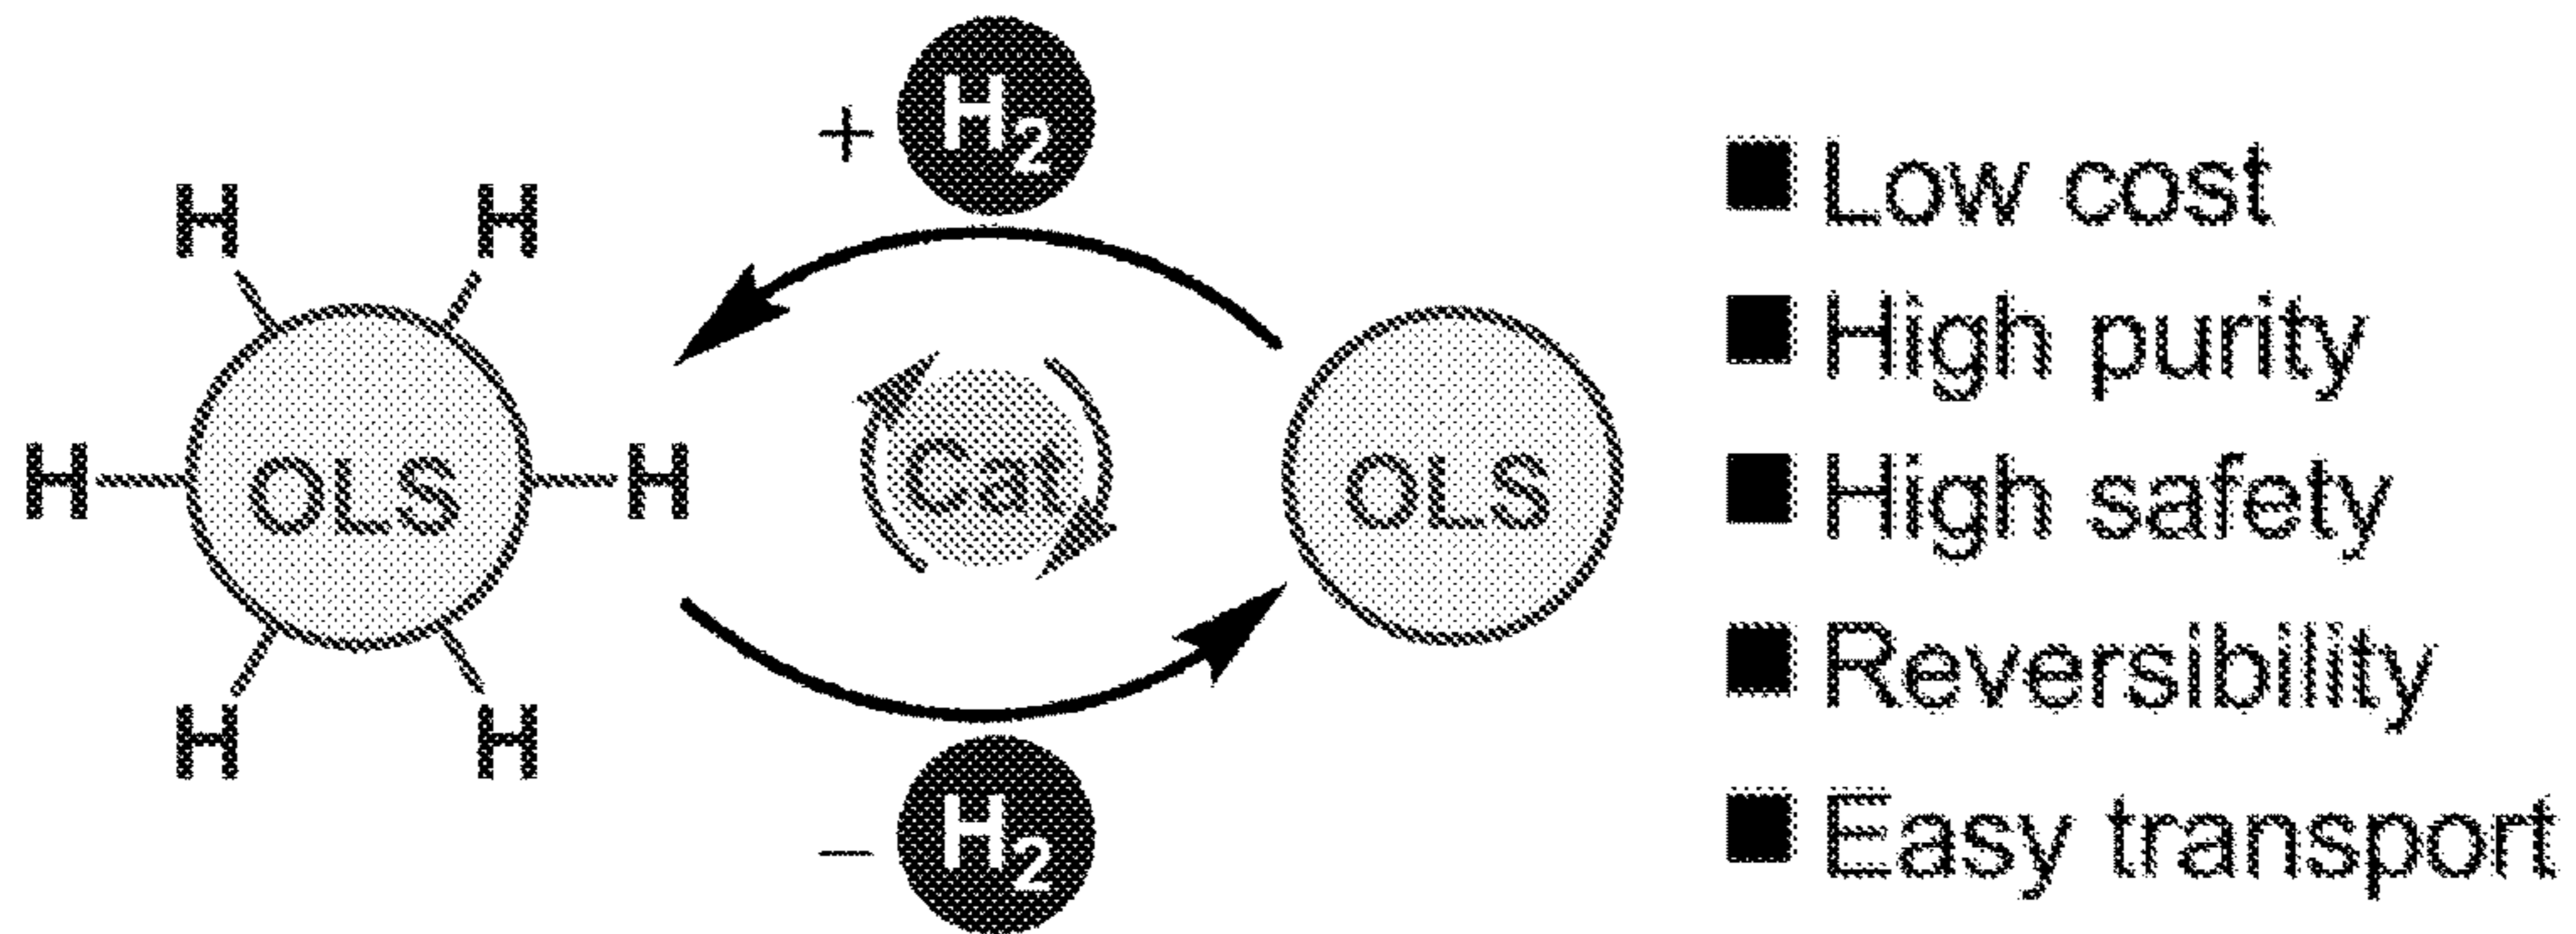 + H2
H H
H OLS H
Cat
OLS
H H
− H2
Low cost
High purity
High safety
Reversibility
Easy transport